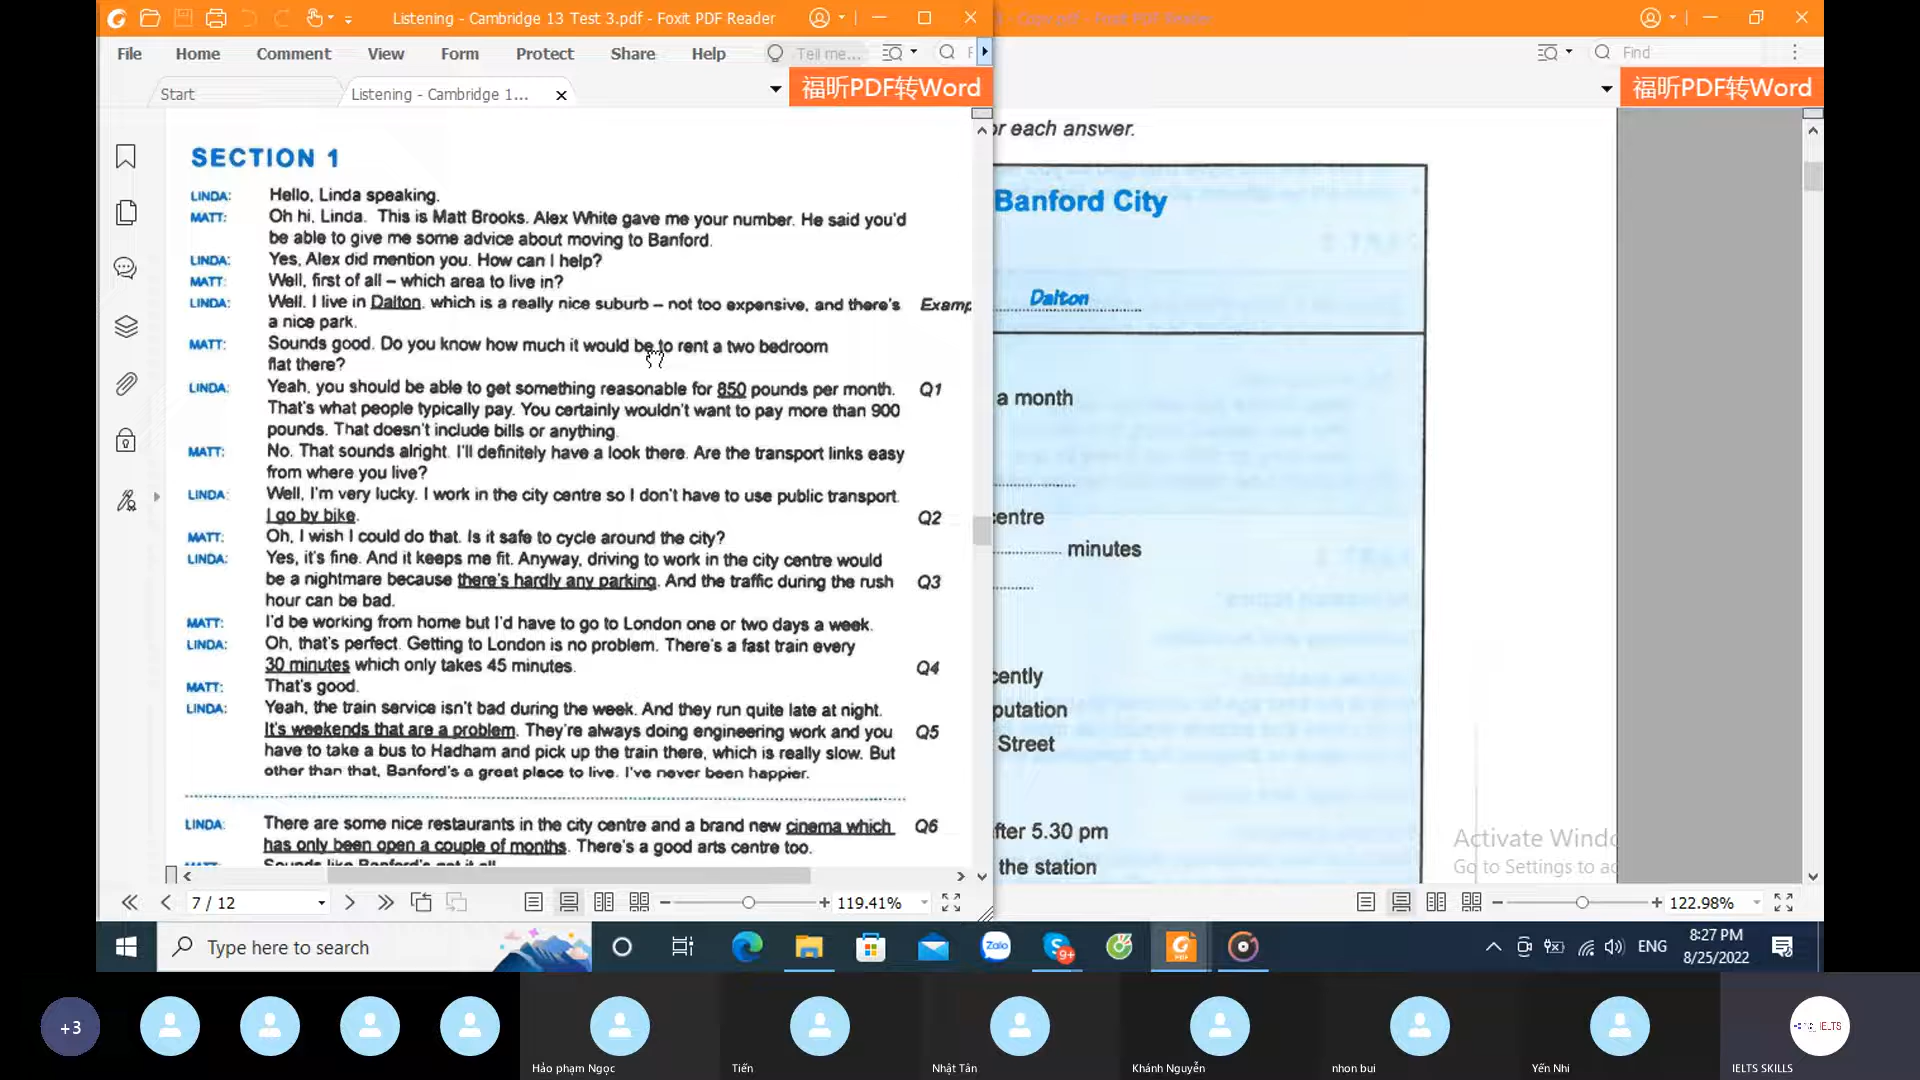 Listening - Cambridge 13 Test 3.pdf - Foxit PDF Reader
- Copy.pdf - Foxit PDF Reader
File Home Comment View Form Protect Share Help Tell me...
Find
Start
Listening - Cambridge 1...
福昕PDF转Word
福昕PDF转Word
SECTION 1
LINDA: Hello, Linda speaking.
MATT: Oh hi, Linda. This is Matt Brooks. Alex White gave me your number. He said you'd
be able to give me some advice about moving to Banford.
LINDA: Yes, Alex did mention you. How can I help?
MATT: Well, first of all – which area to live in?
LINDA: Well, I live in Dalton, which is a really nice suburb – not too expensive, and there's Examp
a nice park.
MATT: Sounds good. Do you know how much it would be to rent a two bedroom
flat there?
LINDA: Yeah, you should be able to get something reasonable for 850 pounds per month. Q1
That's what people typically pay. You certainly wouldn't want to pay more than 900
pounds. That doesn't include bills or anything.
MATT: No. That sounds alright. I'll definitely have a look there. Are the transport links easy
from where you live?
LINDA: Well, I'm very lucky. I work in the city centre so I don't have to use public transport.
I go by bike. Q2
MATT: Oh, I wish I could do that. Is it safe to cycle around the city?
LINDA: Yes, it's fine. And it keeps me fit. Anyway, driving to work in the city centre would
be a nightmare because there's hardly any parking. And the traffic during the rush Q3
hour can be bad.
MATT: I'd be working from home but I'd have to go to London one or two days a week.
LINDA: Oh, that's perfect. Getting to London is no problem. There's a fast train every
30 minutes which only takes 45 minutes. Q4
MATT: That's good.
LINDA: Yeah, the train service isn't bad during the week. And they run quite late at night.
It's weekends that are a problem. They're always doing engineering work and you Q5
have to take a bus to Hadham and pick up the train there, which is really slow. But
other than that, Banford's a great place to live. I've never been happier.
LINDA: There are some nice restaurants in the city centre and a brand new cinema which Q6
has only been open a couple of months. There's a good arts centre too.
MATT: Sounds like Banford's got it all.
or each answer.
Banford City
Dalton
a month
centre
minutes
cently
putation
Street
fter 5.30 pm
the station
Activate Windo
Go to Settings to ac
7 / 12
119.41%
122.98%
Type here to search
Zalo
9+
ENG
8:27 PM
8/25/2022
+3
Hảo phạm Ngọc
Tiến
Nhật Tân
Khánh Nguyễn
nhon bui
Yến Nhi
IELTS
IELTS SKILLS